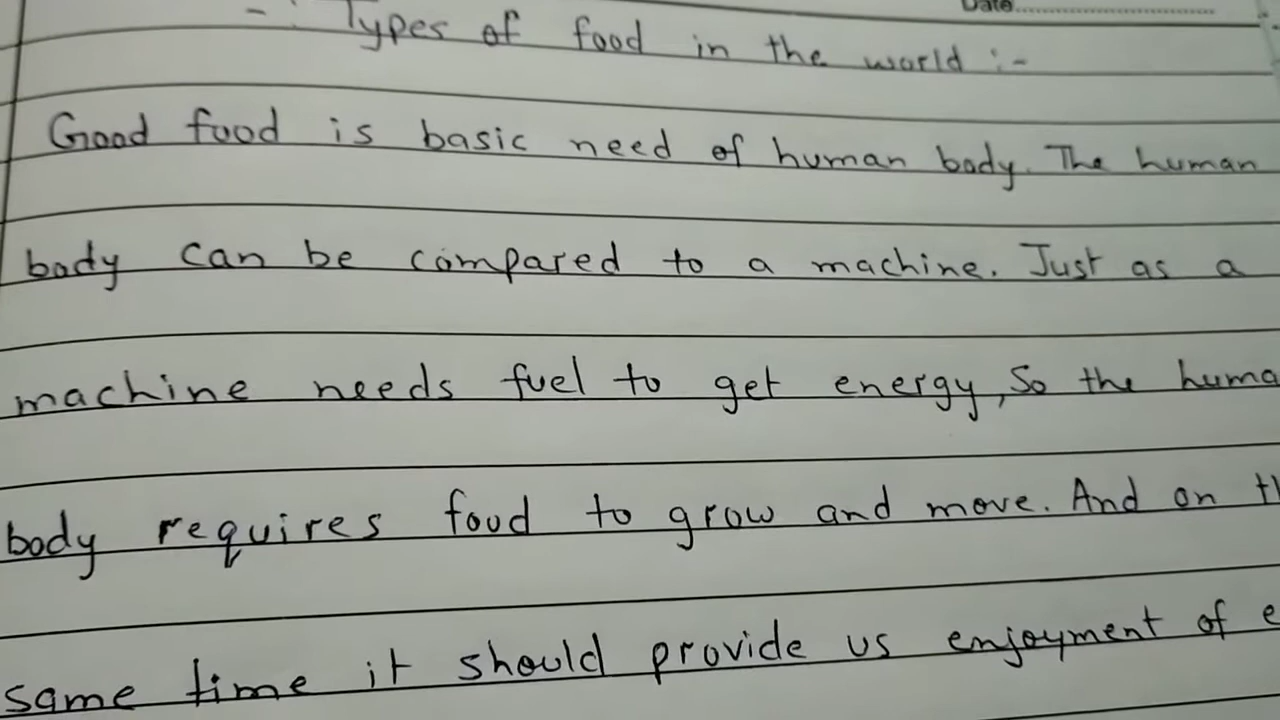 Date..............................
- : Types of food in the world :-
Good food is basic need of human body. The human
body can be compared to a machine. Just as a
machine needs fuel to get energy, So the huma
body requires food to grow and move. And on th
same time it should provide us enjoyment of e